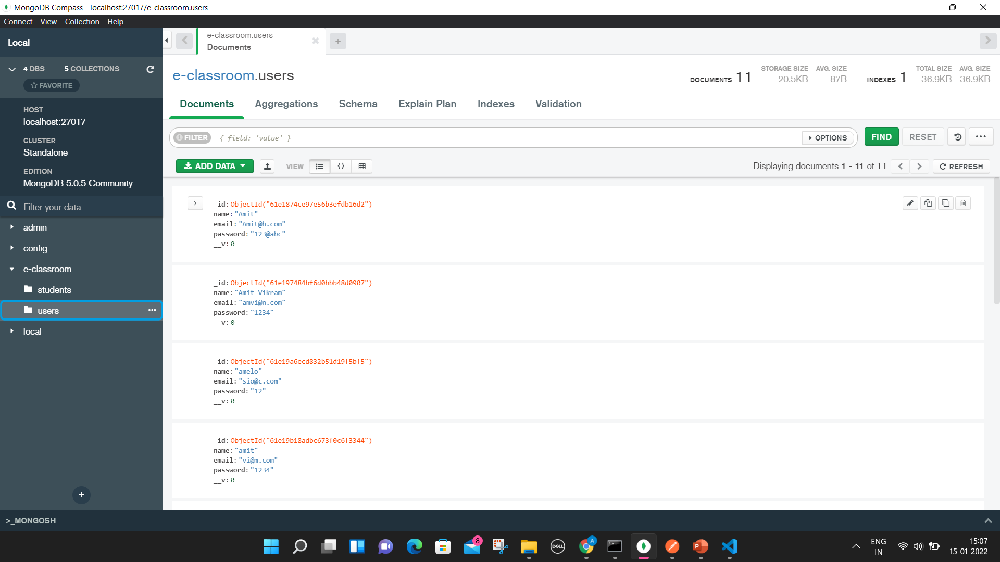 MongoDB Compass - localhost:27017/e-classroom.users
Connect View Collection Help
Local
4 DBS 5 COLLECTIONS
FAVORITE
HOST
localhost:27017
CLUSTER
Standalone
EDITION
MongoDB 5.0.5 Community
Filter your data
admin
config
e-classroom
students
users
local
>_MONGOSH
e-classroom.users
Documents
e-classroom.users
DOCUMENTS 11
STORAGE SIZE
20.5KB
AVG. SIZE
87B
INDEXES 1
TOTAL SIZE
36.9KB
AVG. SIZE
36.9KB
Documents Aggregations Schema Explain Plan Indexes Validation
FILTER { field: 'value' } OPTIONS FIND RESET
ADD DATA VIEW Displaying documents 1 - 11 of 11 REFRESH
_id: ObjectId("61e1874ce97e56b3efdb16d2")
name: "Amit"
email: "Amit@h.com"
password: "123@abc"
__v: 0
_id: ObjectId("61e197484bf6d0bbb48d0907")
name: "Amit Vikram"
email: "amvi@n.com"
password: "1234"
__v: 0
_id: ObjectId("61e19a6ecd832b51d19f5bf5")
name: "amelo"
email: "sio@c.com"
password: "12"
__v: 0
_id: ObjectId("61e19b18adbc673f0c6f3344")
name: "amit"
email: "vi@m.com"
password: "1234"
__v: 0
8
DELL
A
P
ENG
IN
15:07
15-01-2022